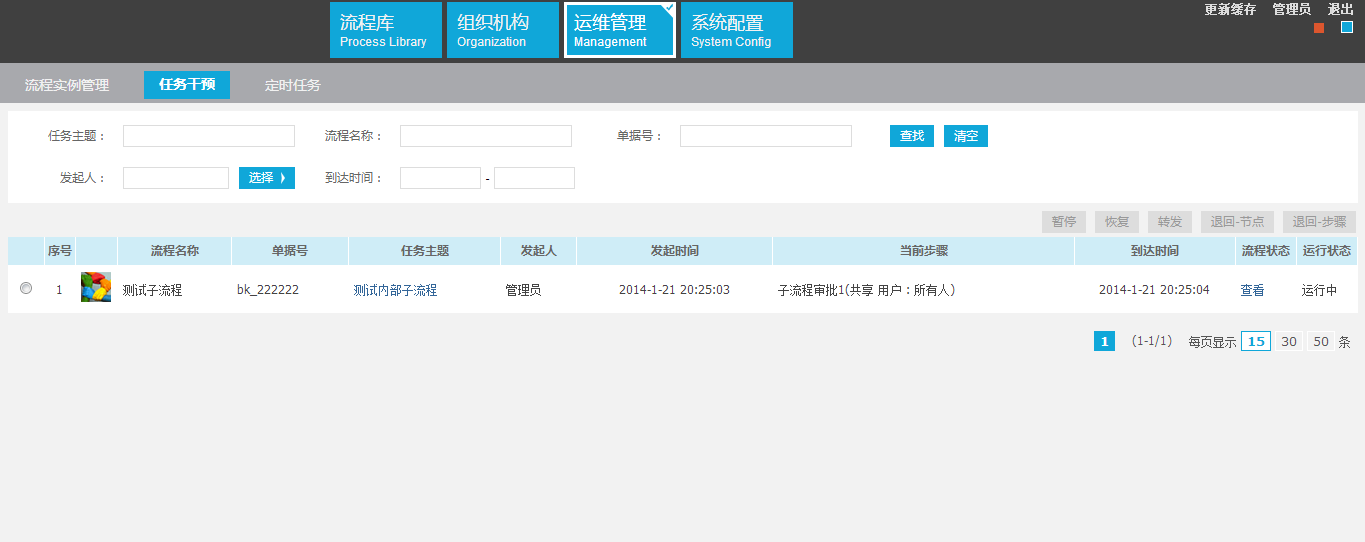 更新缓存 管理员 退出
流程库 组织机构 运维管理 系统配置
Process Library Organization Management System Config
流程实例管理 任务干预 定时任务
任务主题： 流程名称： 单据号： 查找 清空
发起人： 选择 到达时间： -
暂停 恢复 转发 退回-节点 退回-步骤
序号 流程名称 单据号 任务主题 发起人 发起时间 当前步骤 到达时间 流程状态 运行状态
1 测试子流程 bk_222222 测试内部子流程 管理员 2014-1-21 20:25:03 子流程审批1(共享 用户：所有人) 2014-1-21 20:25:04 查看 运行中
1 (1-1/1) 每页显示 15 30 50 条